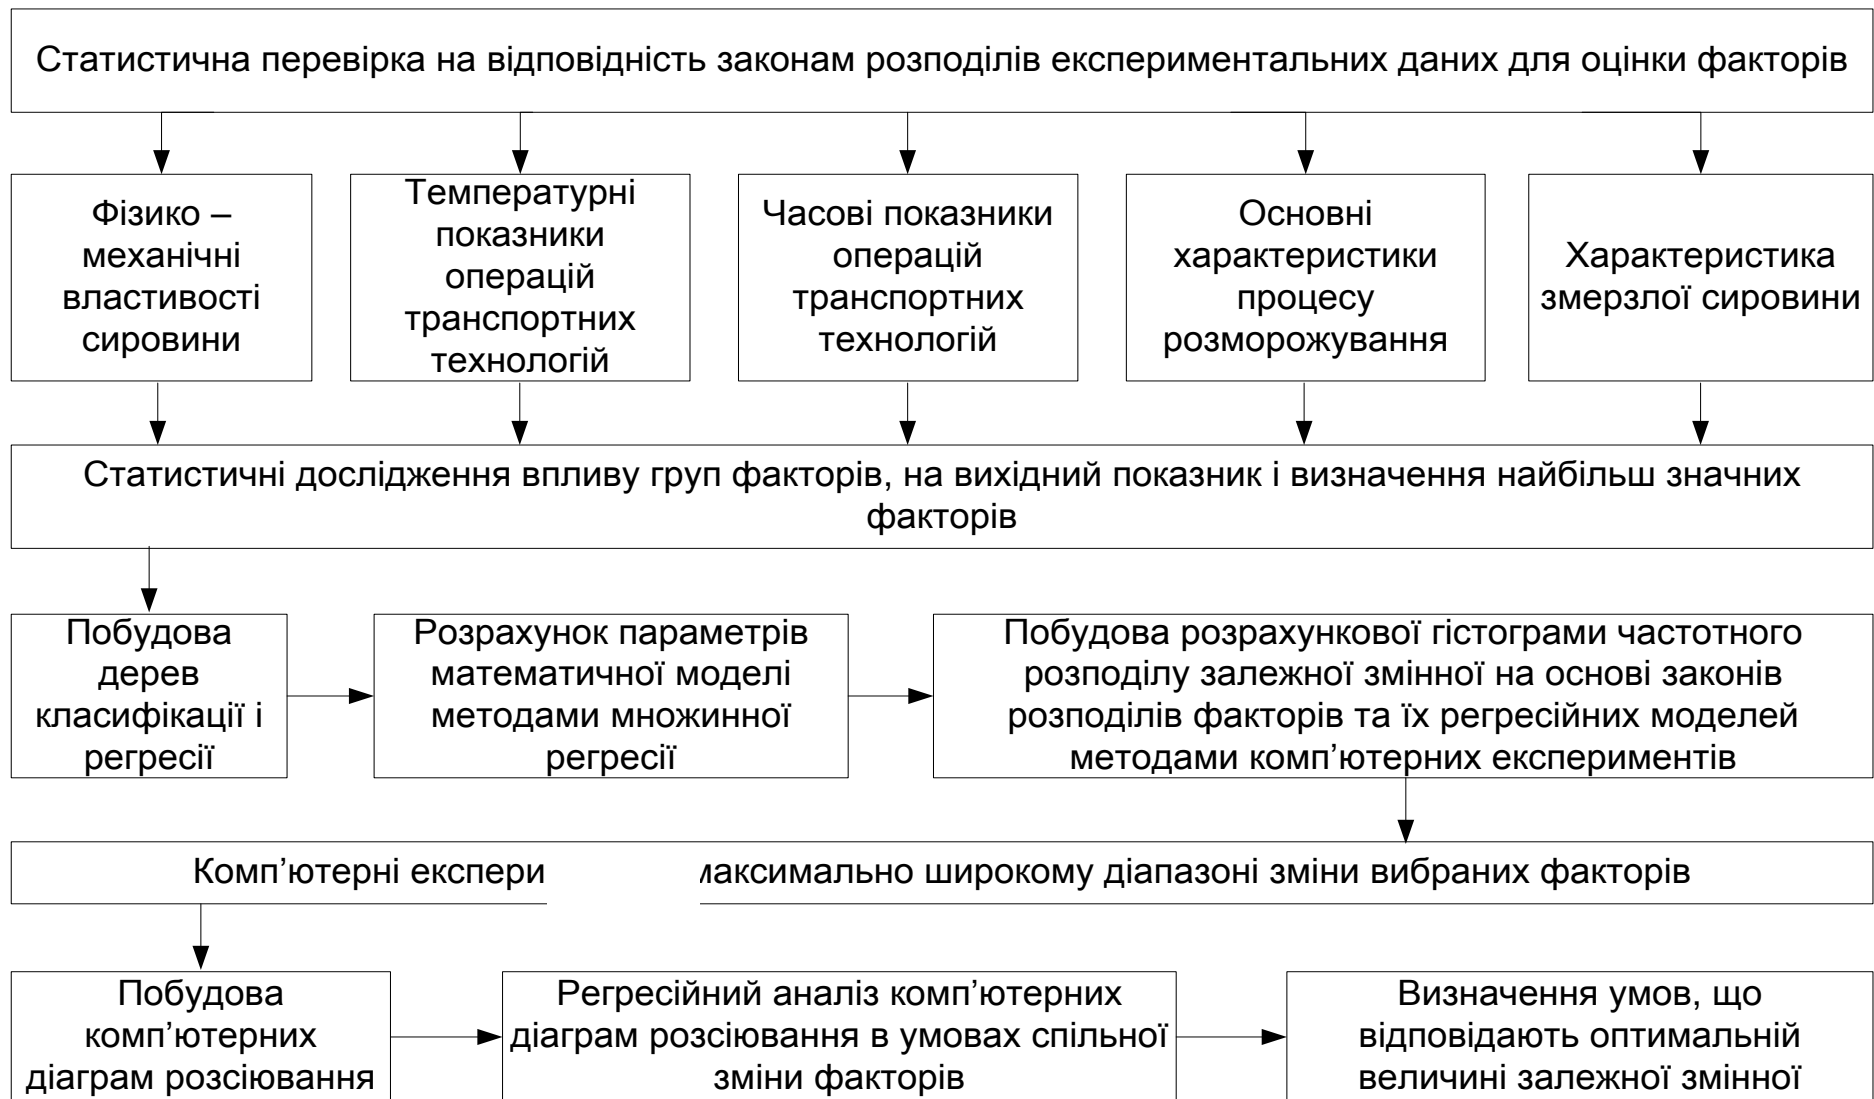 Статистична перевірка на відповідність законам розподілів експериментальних даних для оцінки факторів
Фізико –
механічні
властивості
сировини
Температурні
показники
операцій
транспортних
технологій
Часові показники
операцій
транспортних
технологій
Основні
характеристики
процесу
розморожування
Характеристика
змерзлої сировини
Статистичні дослідження впливу груп факторів, на вихідний показник і визначення найбільш значних
факторів
Побудова
дерев
класифікації і
регресії
Розрахунок параметрів
математичної моделі
методами множинної
регресії
Побудова розрахункової гістограми частотного
розподілу залежної змінної на основі законів
розподілів факторів та їх регресійних моделей
методами комп’ютерних експериментів
Комп’ютерні широкому діапазоні зміни вибраних факторів
Побудова
комп’ютерних
діаграм розсіювання
Регресійний аналіз комп’ютерних
діаграм розсіювання в умовах спільної
зміни факторів
Визначення умов, що
відповідають оптимальній
величині залежної змінної